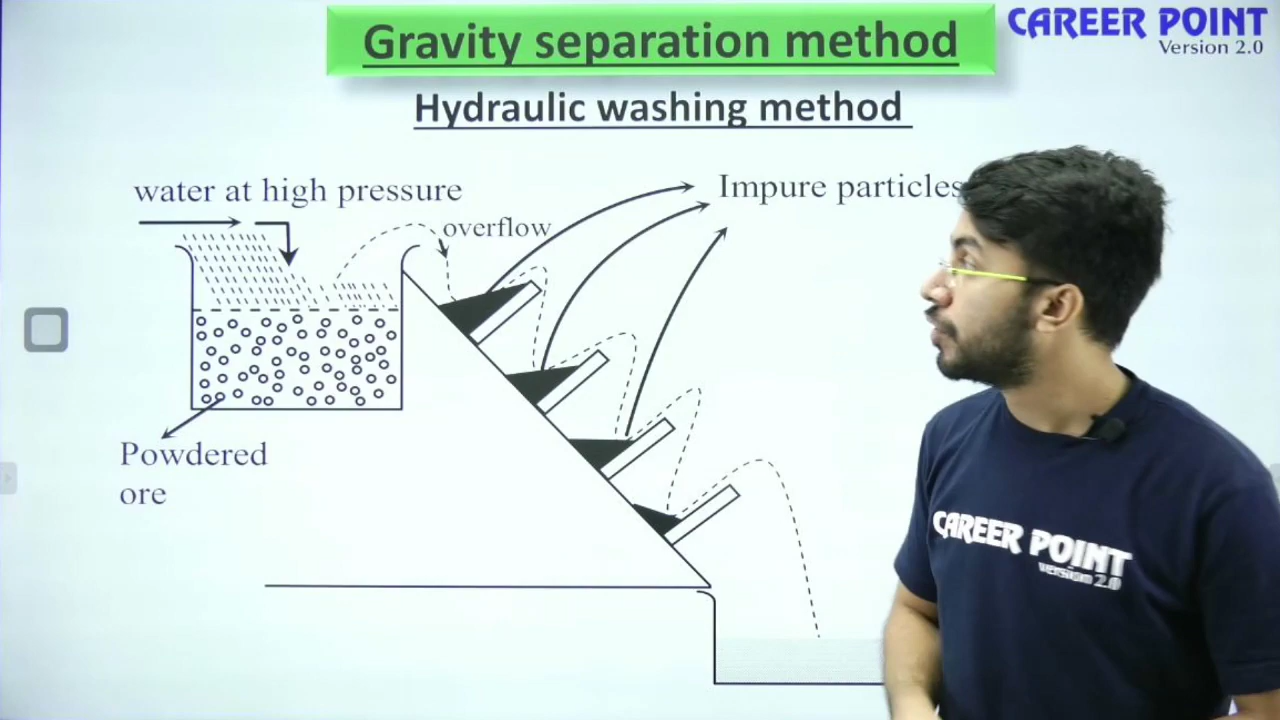 Gravity separation method
CAREER POINT
Version 2.0
Hydraulic washing method
water at high pressure
Impure particles
overflow
Powdered
ore
CAREER POINT
version 2.0